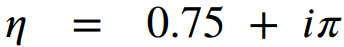 η = 0.75 + iπ